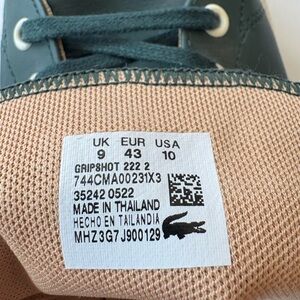 UK EUR USA
9 43 10
GRIPSHOT 222 2
744CMA00231X3
35242 0522
MADE IN THAILAND
HECHO EN TAILANDIA
MHZ3G7J900129